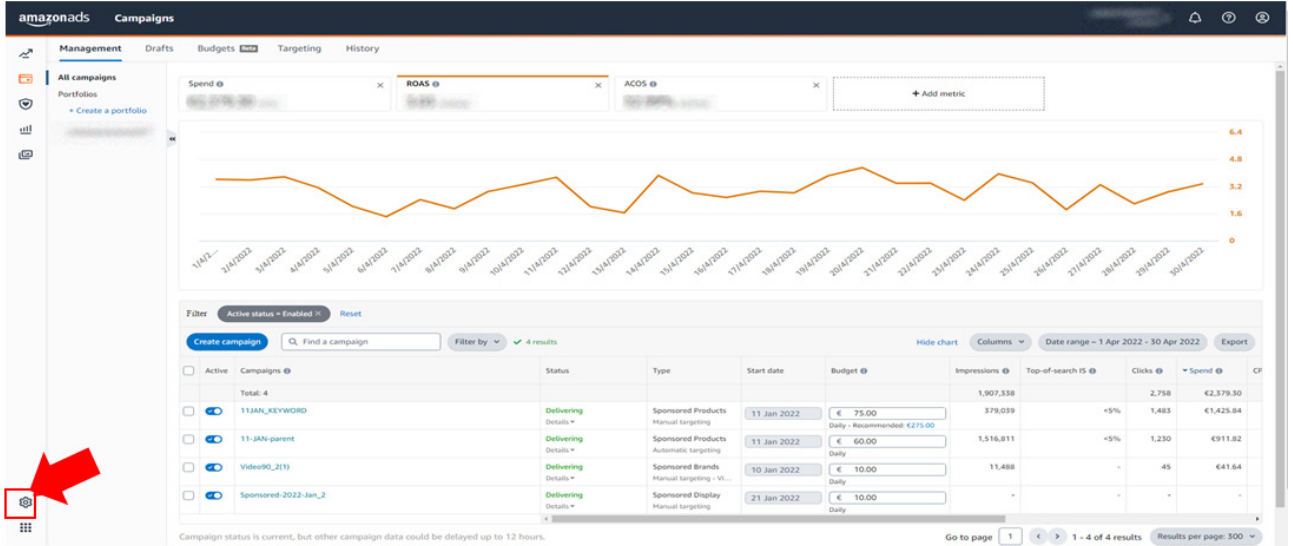 amazonads Campaigns
Management Drafts Budgets Beta Targeting History
All campaigns
Portfolios
+ Create a portfolio
Spend
ROAS
ACOS
+ Add metric
6.4
4.8
3.2
1.6
0
1/4/2... 2/4/2022 3/4/2022 4/4/2022 5/4/2022 6/4/2022 7/4/2022 8/4/2022 9/4/2022 10/4/2022 11/4/2022 12/4/2022 13/4/2022 14/4/2022 15/4/2022 16/4/2022 17/4/2022 18/4/2022 19/4/2022 20/4/2022 21/4/2022 22/4/2022 23/4/2022 24/4/2022 25/4/2022 26/4/2022 27/4/2022 28/4/2022 29/4/2022 30/4/2022
Filter Active status = Enabled × Reset
Create campaign Find a campaign Filter by 4 results Hide chart Columns Date range - 1 Apr 2022 - 30 Apr 2022 Export
Active Campaigns Status Type Start date Budget Impressions Top-of-search IS Clicks Spend CP
Total: 4 1,907,338 2,758 €2,379.30
11JAN_KEYWORD Delivering Sponsored Products 11 Jan 2022 € 75.00 379,039 <5% 1,483 €1,425.84
Details Manual targeting Daily - Recommended: €275.00
11-JAN-parent Delivering Sponsored Products 11 Jan 2022 € 60.00 1,516,811 <5% 1,230 €911.82
Details Automatic targeting Daily
Video90_2(1) Delivering Sponsored Brands 10 Jan 2022 € 10.00 11,488 - 45 €41.64
Details Manual targeting - Vi... Daily
Sponsored-2022-Jan_2 Delivering Sponsored Display 21 Jan 2022 € 10.00 - - - -
Details Manual targeting Daily
Campaign status is current, but other campaign data could be delayed up to 12 hours. Go to page 1 1 - 4 of 4 results Results per page: 300